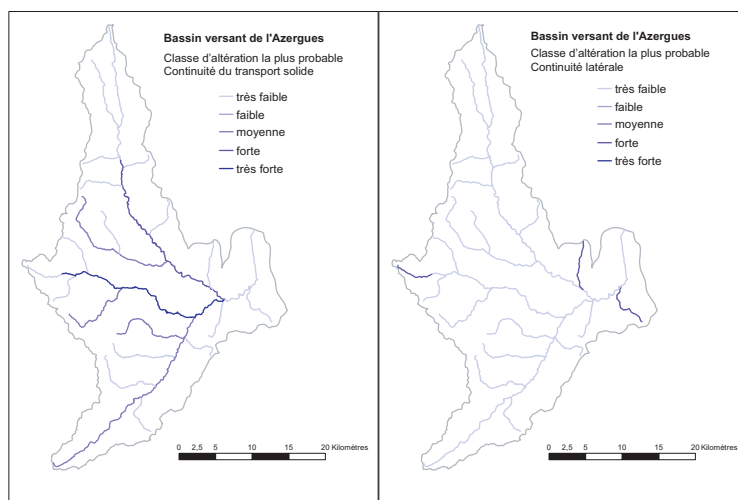 Bassin versant de l'Azergues
Classe d'altération la plus probable
Continuité du transport solide
très faible
faible
moyenne
forte
très forte
0 2,5 5 10 15 20 Kilomètres
Bassin versant de l'Azergues
Classe d'altération la plus probable
Continuité latérale
très faible
faible
moyenne
forte
très forte
0 2,5 5 10 15 20 Kilomètres